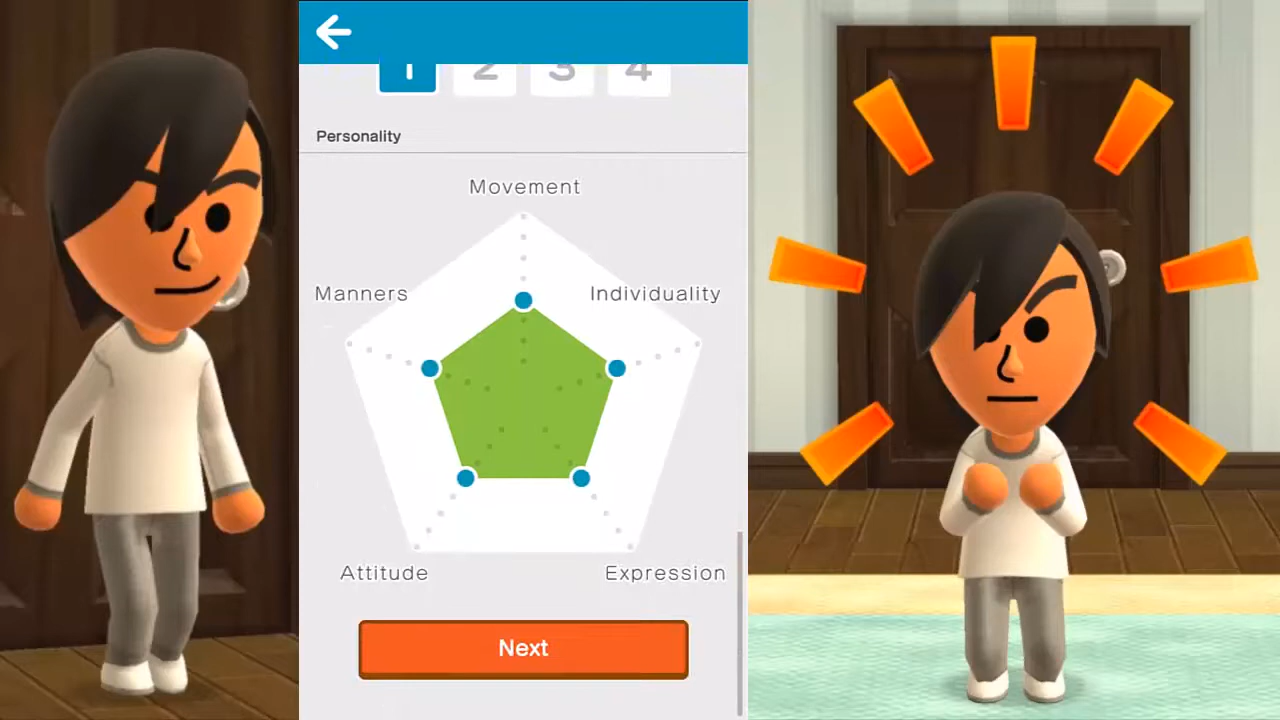 1 2 3 4
Personality
Movement
Manners
Individuality
Attitude
Expression
Next